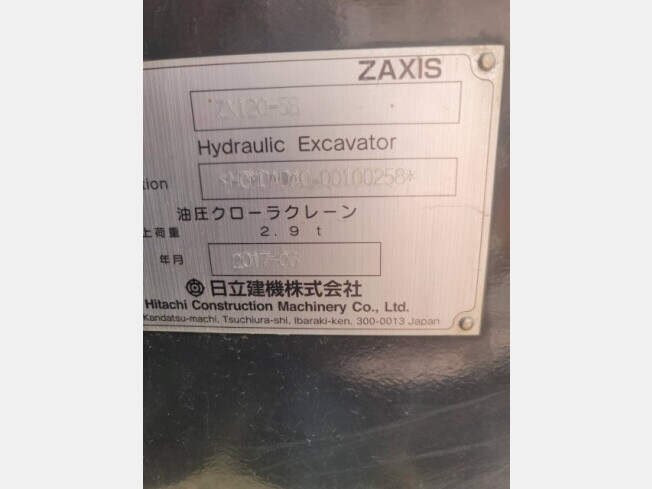 ZAXIS
ZX120-5B
Hydraulic Excavator
tion
00100258*
油圧クローラクレーン
上荷重 2.9 t
年月 2017-
日立建機株式会社
Hitachi Construction Machinery Co., Ltd.
Kandatsu-machi, Tsuchiura-shi, Ibaraki-ken, 300-0013 Japan